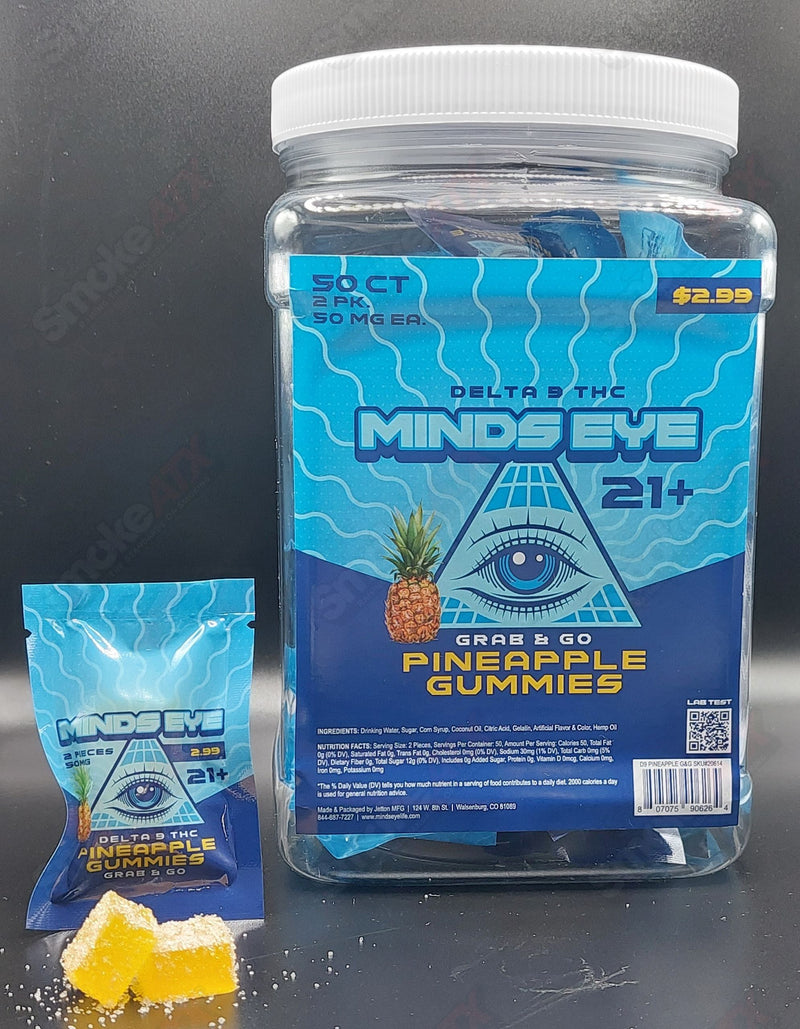 50 CT
2 PK.
50 MG EA.
$2.99
DELTA 9 THC
MINDS EYE
21+
GRAB & GO
PINEAPPLE
GUMMIES
INGREDIENTS: Drinking Water, Sugar, Corn Syrup, Coconut Oil, Citric Acid, Gelatin, Artificial Flavor & Color, Hemp Oil
NUTRITION FACTS: Serving Size: 2 Pieces, Servings Per Container: 50, Amount Per Serving: Calories 50, Total Fat
0g (0% DV), Saturated Fat 0g, Trans Fat 0g, Cholesterol 0mg (0% DV), Sodium 30mg (1% DV), Total Carb 0mg (5%
DV), Dietary Fiber 0g, Total Sugar 12g (0% DV), Includes 0g Added Sugar, Protein 0g, Vitamin D 0mcg, Calcium 0mg,
Iron 0mg, Potassium 0mg
*The % Daily Value (DV) tells you how much nutrient in a serving of food contributes to a daily diet. 2000 calories a day
is used for general nutrition advice.
Made & Packaged by Jetton MFG | 124 W. 8th St. | Walsenburg, CO 81089
844-687-7227 | www.mindseyelife.com
LAB TEST
D9 PINEAPPLE G&G SKU#29614
8 07075 90626 4
MINDS EYE
2 PIECES
50MG
2.99
21+
DELTA 9 THC
PINEAPPLE
GUMMIES
GRAB & GO
SmokeATX
SmokeATX